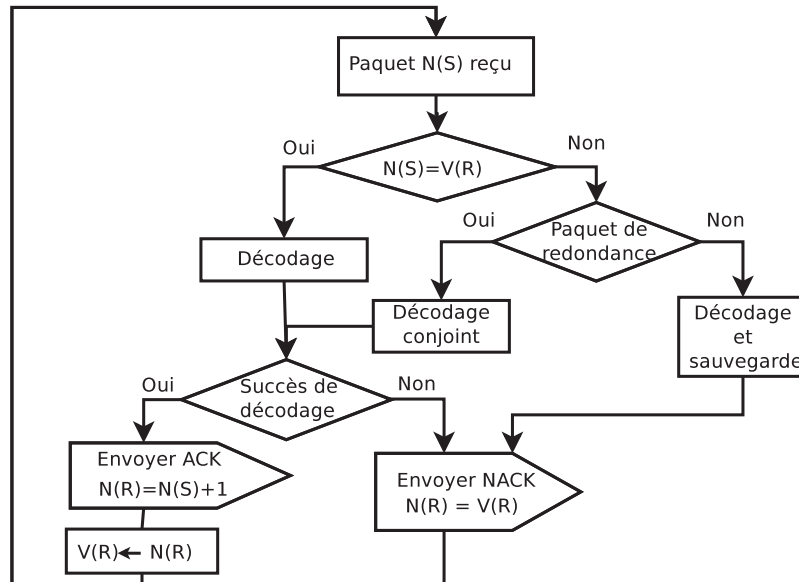 Paquet N(S) reçu
Oui
Non
N(S)=V(R)
Oui
Paquet de
redondance
Non
Décodage
Décodage
conjoint
Décodage
et
sauvegarde
Oui
Succès de
décodage
Non
Envoyer ACK
N(R)=N(S)+1
Envoyer NACK
N(R) = V(R)
V(R)← N(R)